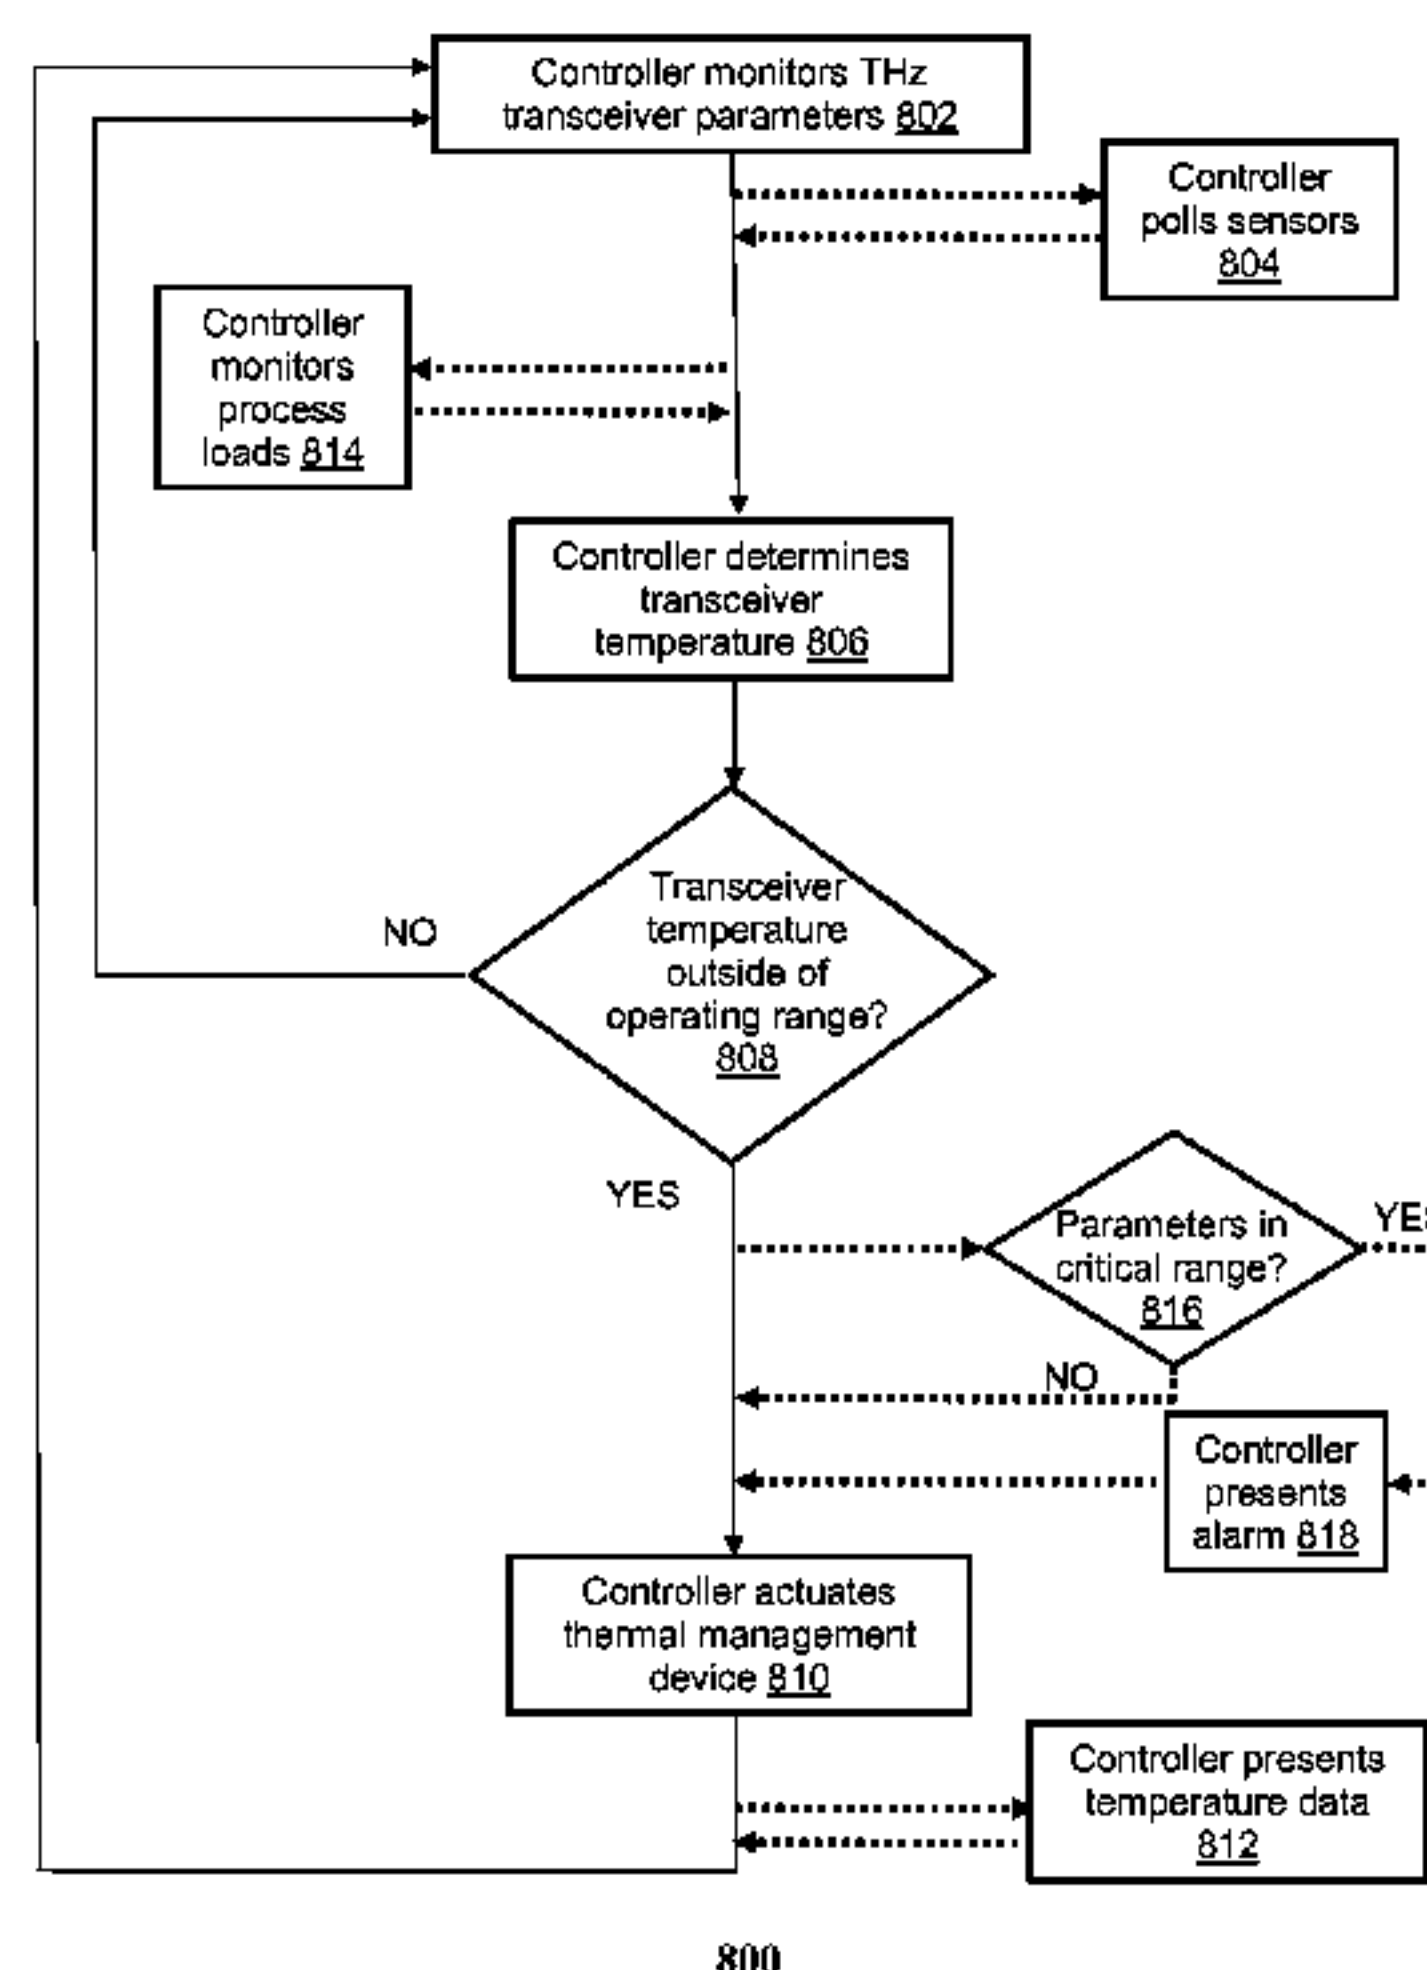 Controller monitors THz
transceiver parameters 802
Controller
polls sensors
804
Controller
monitors
process
loads 814
Controller determines
transceiver
temperature 806
Transceiver
temperature
outside of
operating range?
808
NO
YES
Parameters in
critical range?
816
YES
NO
Controller
presents
alarm 818
Controller actuates
thermal management
device 810
Controller presents
temperature data
812
800